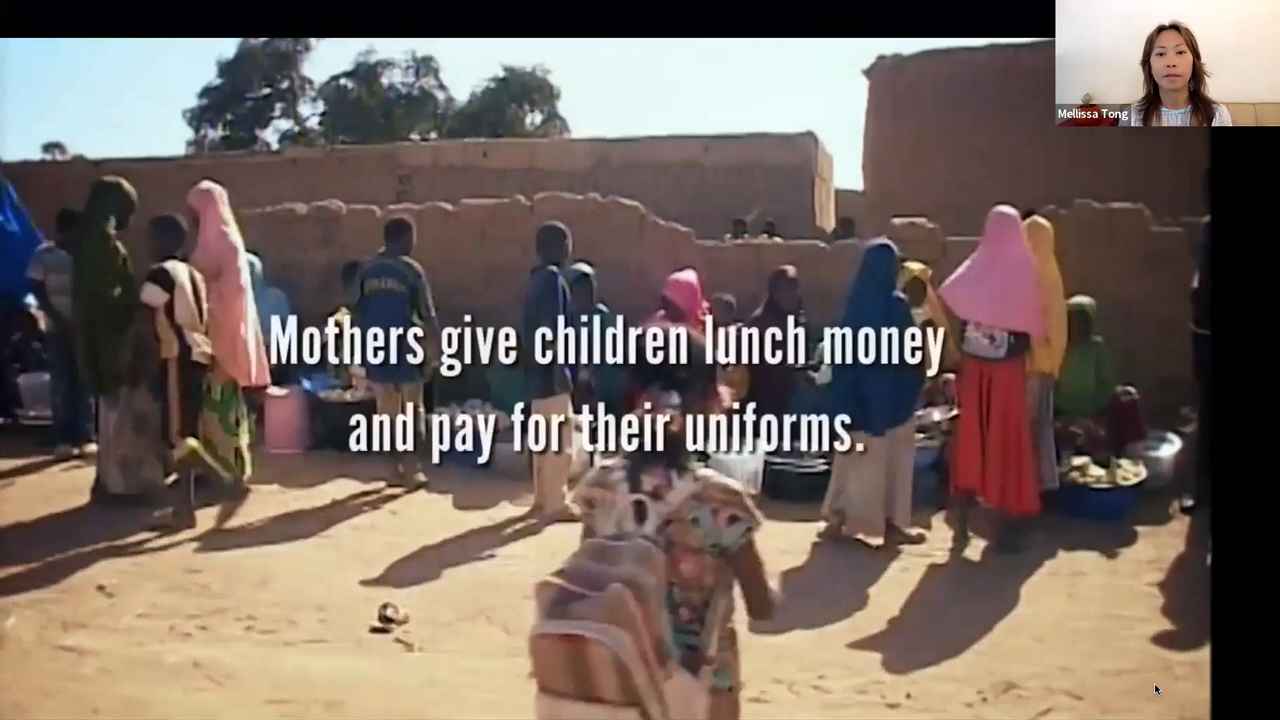 Mellissa Tong
Mothers give children lunch money
and pay for their uniforms.